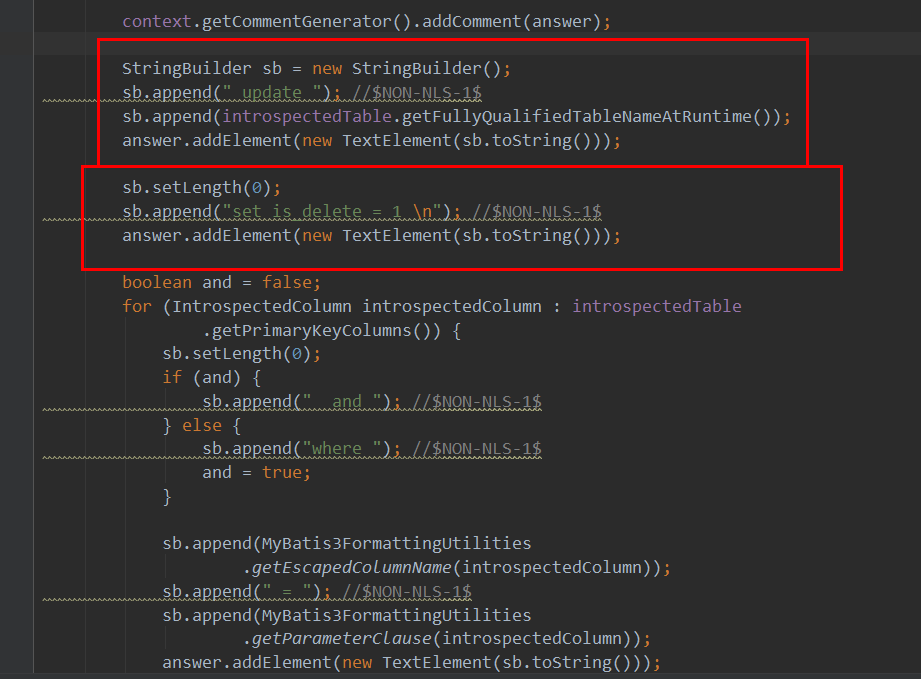 context.getCommentGenerator().addComment(answer);
StringBuilder sb = new StringBuilder();
sb.append(" update "); //$NON-NLS-1$
sb.append(introspectedTable.getFullyQualifiedTableNameAtRuntime());
answer.addElement(new TextElement(sb.toString()));
sb.setLength(0);
sb.append("set is_delete = 1 \n"); //$NON-NLS-1$
answer.addElement(new TextElement(sb.toString()));
boolean and = false;
for (IntrospectedColumn introspectedColumn : introspectedTable
.getPrimaryKeyColumns()) {
sb.setLength(0);
if (and) {
sb.append("  and "); //$NON-NLS-1$
} else {
sb.append("where "); //$NON-NLS-1$
and = true;
}
sb.append(MyBatis3FormattingUtilities
.getEscapedColumnName(introspectedColumn));
sb.append(" = "); //$NON-NLS-1$
sb.append(MyBatis3FormattingUtilities
.getParameterClause(introspectedColumn));
answer.addElement(new TextElement(sb.toString()));